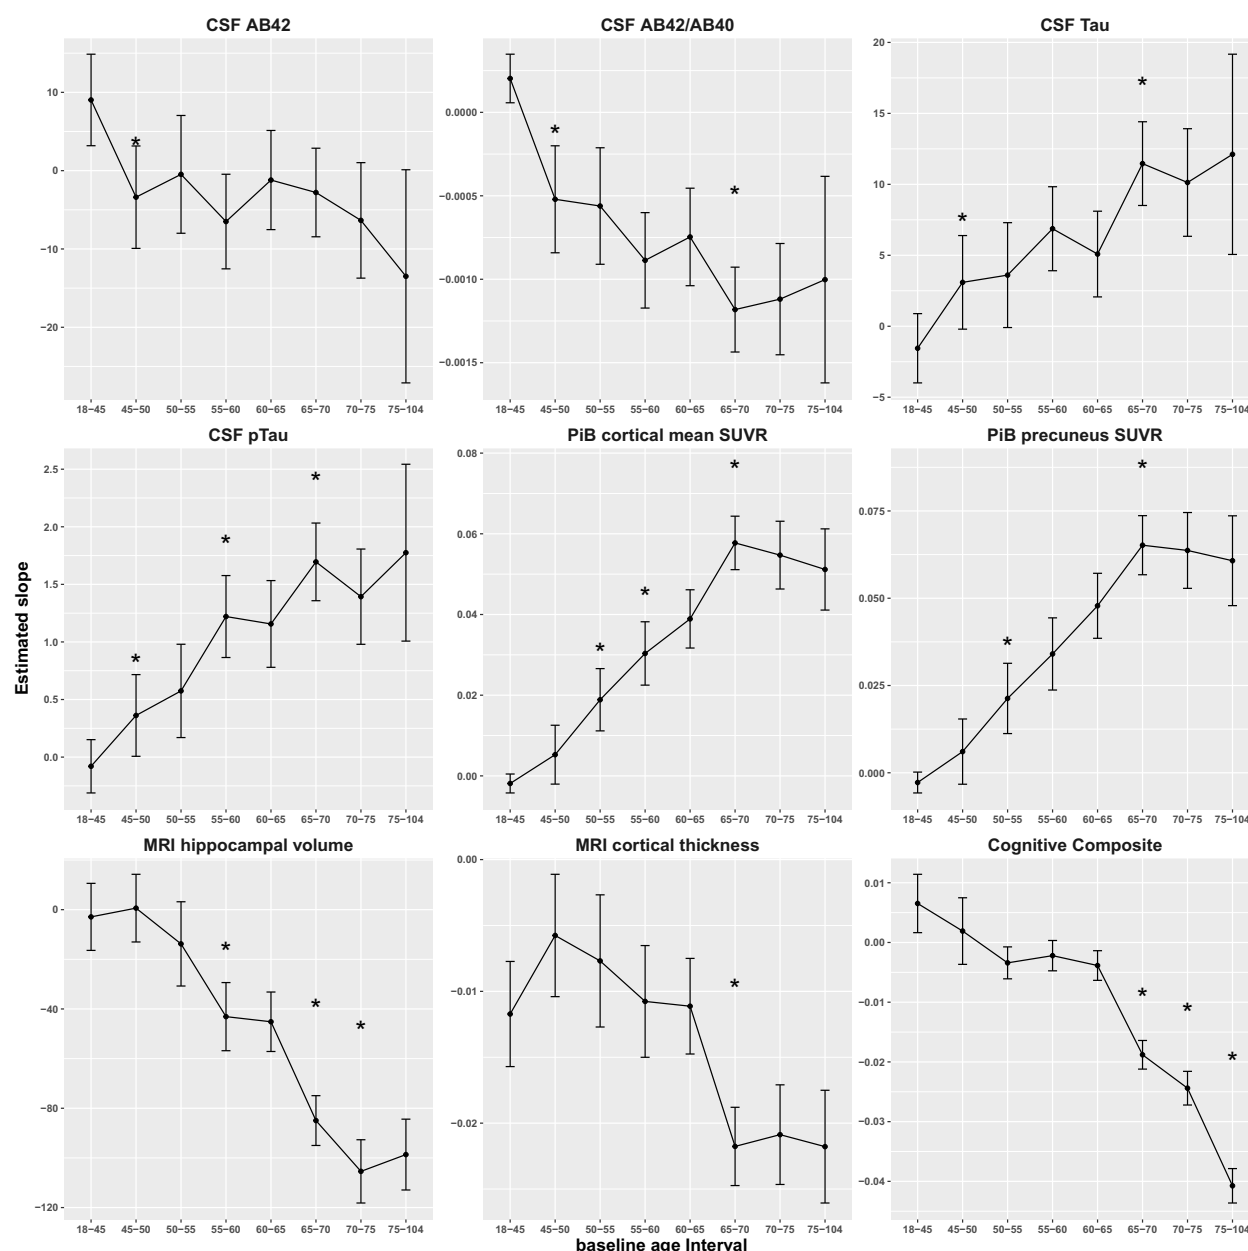 CSF AB42
CSF AB42/AB40
CSF Tau
10
0
−10
−20
18−45 45−50 50−55 55−60 60−65 65−70 70−75 75−104
*
0.0000
−0.0005
−0.0010
−0.0015
18−45 45−50 50−55 55−60 60−65 65−70 70−75 75−104
* *
20
15
10
5
0
−5
18−45 45−50 50−55 55−60 60−65 65−70 70−75 75−104
* *
CSF pTau
PiB cortical mean SUVR
PiB precuneus SUVR
Estimated slope
2.5
2.0
1.5
1.0
0.5
0.0
18−45 45−50 50−55 55−60 60−65 65−70 70−75 75−104
* * *
0.08
0.06
0.04
0.02
0.00
18−45 45−50 50−55 55−60 60−65 65−70 70−75 75−104
* * *
0.075
0.050
0.025
0.000
18−45 45−50 50−55 55−60 60−65 65−70 70−75 75−104
* *
MRI hippocampal volume
MRI cortical thickness
Cognitive Composite
0
−40
−80
−120
18−45 45−50 50−55 55−60 60−65 65−70 70−75 75−104
* * *
0.00
−0.01
−0.02
18−45 45−50 50−55 55−60 60−65 65−70 70−75 75−104
*
0.01
0.00
−0.01
−0.02
−0.03
−0.04
18−45 45−50 50−55 55−60 60−65 65−70 70−75 75−104
* * *
baseline age Interval